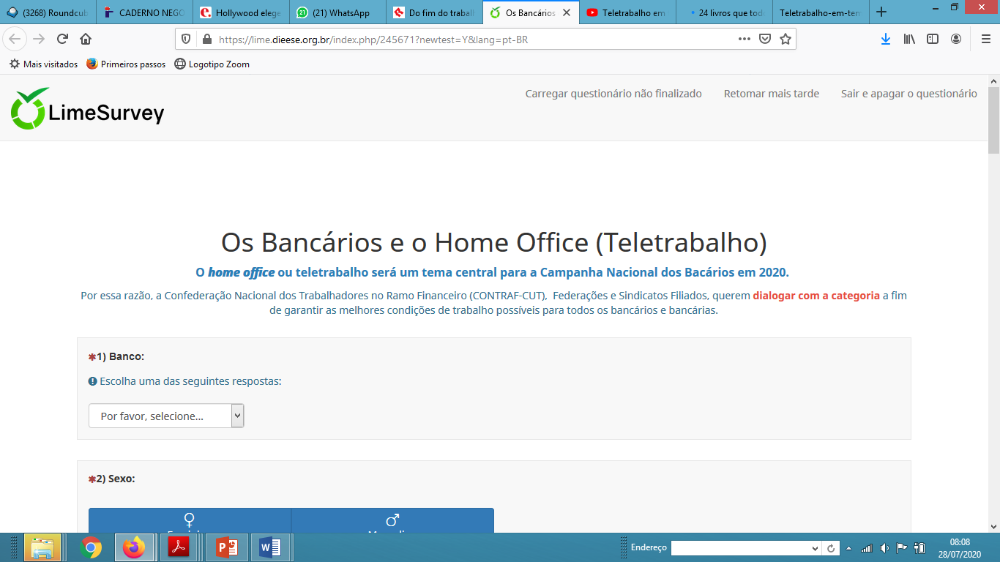 (3268) Roundcub
CADERNO NEGO
Hollywood elege
(21) WhatsApp
Do fim do traball
Os Bancários
Teletrabalho em
24 livros que tod
Teletrabalho-em-tem
https://lime.dieese.org.br/index.php/245671?newtest=Y&lang=pt-BR
Mais visitados
Primeiros passos
Logotipo Zoom
LimeSurvey
Carregar questionário não finalizado
Retomar mais tarde
Sair e apagar o questionário
Os Bancários e o Home Office (Teletrabalho)
O home office ou teletrabalho será um tema central para a Campanha Nacional dos Bacários em 2020.
Por essa razão, a Confederação Nacional dos Trabalhadores no Ramo Financeiro (CONTRAF-CUT), Federações e Sindicatos Filiados, querem dialogar com a categoria a fim
de garantir as melhores condições de trabalho possíveis para todos os bancários e bancárias.
*1) Banco:
Escolha uma das seguintes respostas:
Por favor, selecione...
*2) Sexo:
Endereço
08:08
28/07/2020